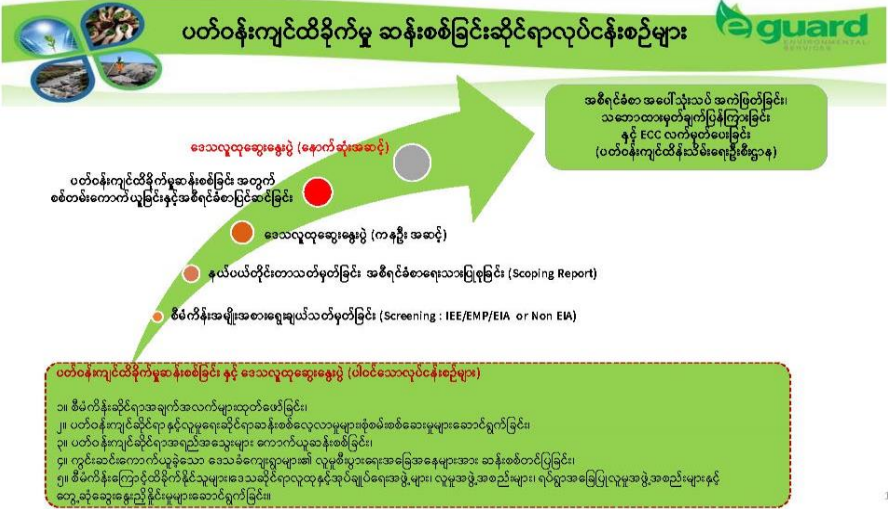 ပတ်ဝန်းကျင်ထိခိုက်မှု ဆန်းစစ်ခြင်းဆိုင်ရာလုပ်ငန်းစဉ်များ
eguard
ENVIRONMENTAL
SERVICES
အစီရင်ခံစာ အပေါ်သုံးသပ် အကဲဖြတ်ခြင်း၊
သဘောထားမှတ်ချက်ပြန်ကြားခြင်း
နှင့် ECC လက်မှတ်ပေးခြင်း
(ပတ်ဝန်းကျင်ထိန်းသိမ်းရေးဦးစီးဌာန)
ဒေသလူထုဆွေးနွေးပွဲ (နောက်ဆုံးအဆင့်)
ပတ်ဝန်းကျင်ထိခိုက်မှုဆန်းစစ်ခြင်း အတွက်
စစ်တမ်းကောက်ယူခြင်းနှင့်အစီရင်ခံစာပြင်ဆင်ခြင်း
ဒေသလူထုဆွေးနွေးပွဲ (ကနဦး အဆင့်)
နယ်ပယ်တိုင်းတာသတ်မှတ်ခြင်း အစီရင်ခံစာရေးသားပြုစုခြင်း (Scoping Report)
စီမံကိန်းအမျိုးအစားရွေးချယ်သတ်မှတ်ခြင်း (Screening : IEE/EMP/EIA or Non EIA)
ပတ်ဝန်းကျင်ထိခိုက်မှုဆန်းစစ်ခြင်း နှင့် ဒေသလူထုဆွေးနွေးပွဲ (ပါဝင်သောလုပ်ငန်းစဉ်များ)
၁။ စီမံကိန်းဆိုင်ရာအချက်အလက်များထုတ်ဖော်ခြင်း၊
၂။ ပတ်ဝန်းကျင်ဆိုင်ရာ နှင့်လူမှုရေးဆိုင်ရာဆန်းစစ်လေ့လာမှုများ၊စုံစမ်းစစ်ဆေးမှုများဆောင်ရွက်ခြင်း၊
၃။ ပတ်ဝန်းကျင်ဆိုင်ရာအရည်အသွေးများ ကောက်ယူဆန်းစစ်ခြင်း၊
၄။ ကွင်းဆင်းကောက်ယူခဲ့သော ဒေသခံကျေးရွာများ၏ လူမှုစီးပွားရေးအခြေအနေများအား ဆန်းစစ်တင်ပြခြင်း၊
၅။ စီမံကိန်းကြောင့်ထိခိုက်နိုင်သူများ၊ဒေသဆိုင်ရာလူထုနှင့်အုပ်ချုပ်ရေးအဖွဲ့များ၊ လူမှုအဖွဲ့အစည်းများ၊ ရပ်ရွာအခြေပြုလူမှုအဖွဲ့အစည်းများနှင့်
တွေ့ဆုံဆွေးနွေးညှိနှိုင်းမှုများဆောင်ရွက်ခြင်း။
1